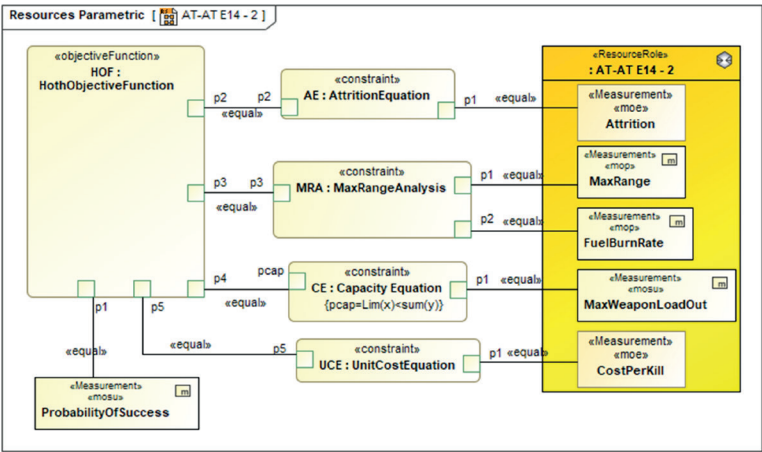 Resources Parametric [ AT-AT E14 - 2 ]
«objectiveFunction»
HOF :
HothObjectiveFunction
p2
p2
«equal»
«constraint»
AE : AttritionEquation
p1
«equal»
«ResourceRole»
: AT-AT E14 - 2
«Measurement»
«moe»
Attrition
p3
p3
«equal»
«constraint»
MRA : MaxRangeAnalysis
p1
«equal»
«Measurement»
«mop»
MaxRange
p2
«equal»
«Measurement»
«mop»
FuelBurnRate
p4
pcap
«equal»
«constraint»
CE : Capacity Equation
{pcap=Lim(x)<sum(y)}
p1
«equal»
«Measurement»
«mosu»
MaxWeaponLoadOut
p1
p5
«equal»
«equal»
p5
«constraint»
UCE : UnitCostEquation
p1
«equal»
«Measurement»
«moe»
CostPerKill
«Measurement»
«mosu»
ProbabilityOfSuccess